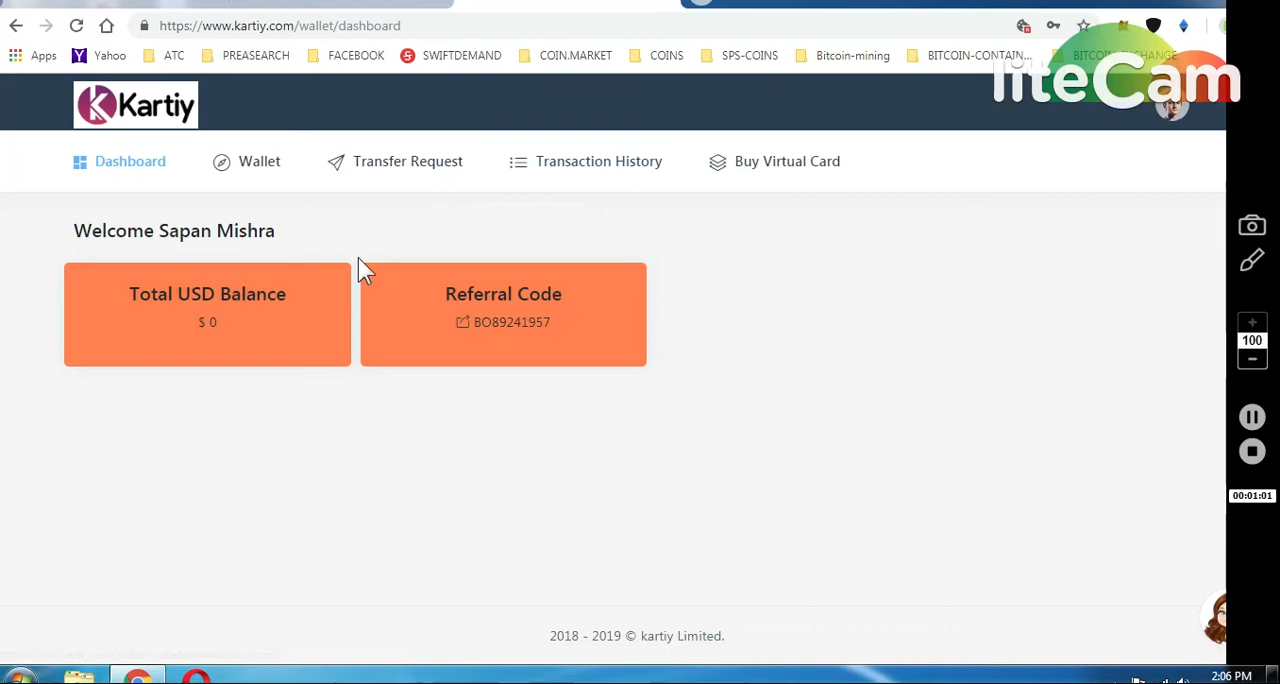 https://www.kartiy.com/wallet/dashboard
Apps Yahoo ATC PREASEARCH FACEBOOK SWIFTDEMAND COIN.MARKET COINS SPS-COINS Bitcoin-mining BITCOIN-CONTAIN... BITCOIN-EXCHANGE
liteCam
Kartiy
Dashboard Wallet Transfer Request Transaction History Buy Virtual Card
Welcome Sapan Mishra
Total USD Balance
$ 0
Referral Code
BO89241957
100
00:01:01
2018 - 2019 © kartiy Limited.
2:06 PM